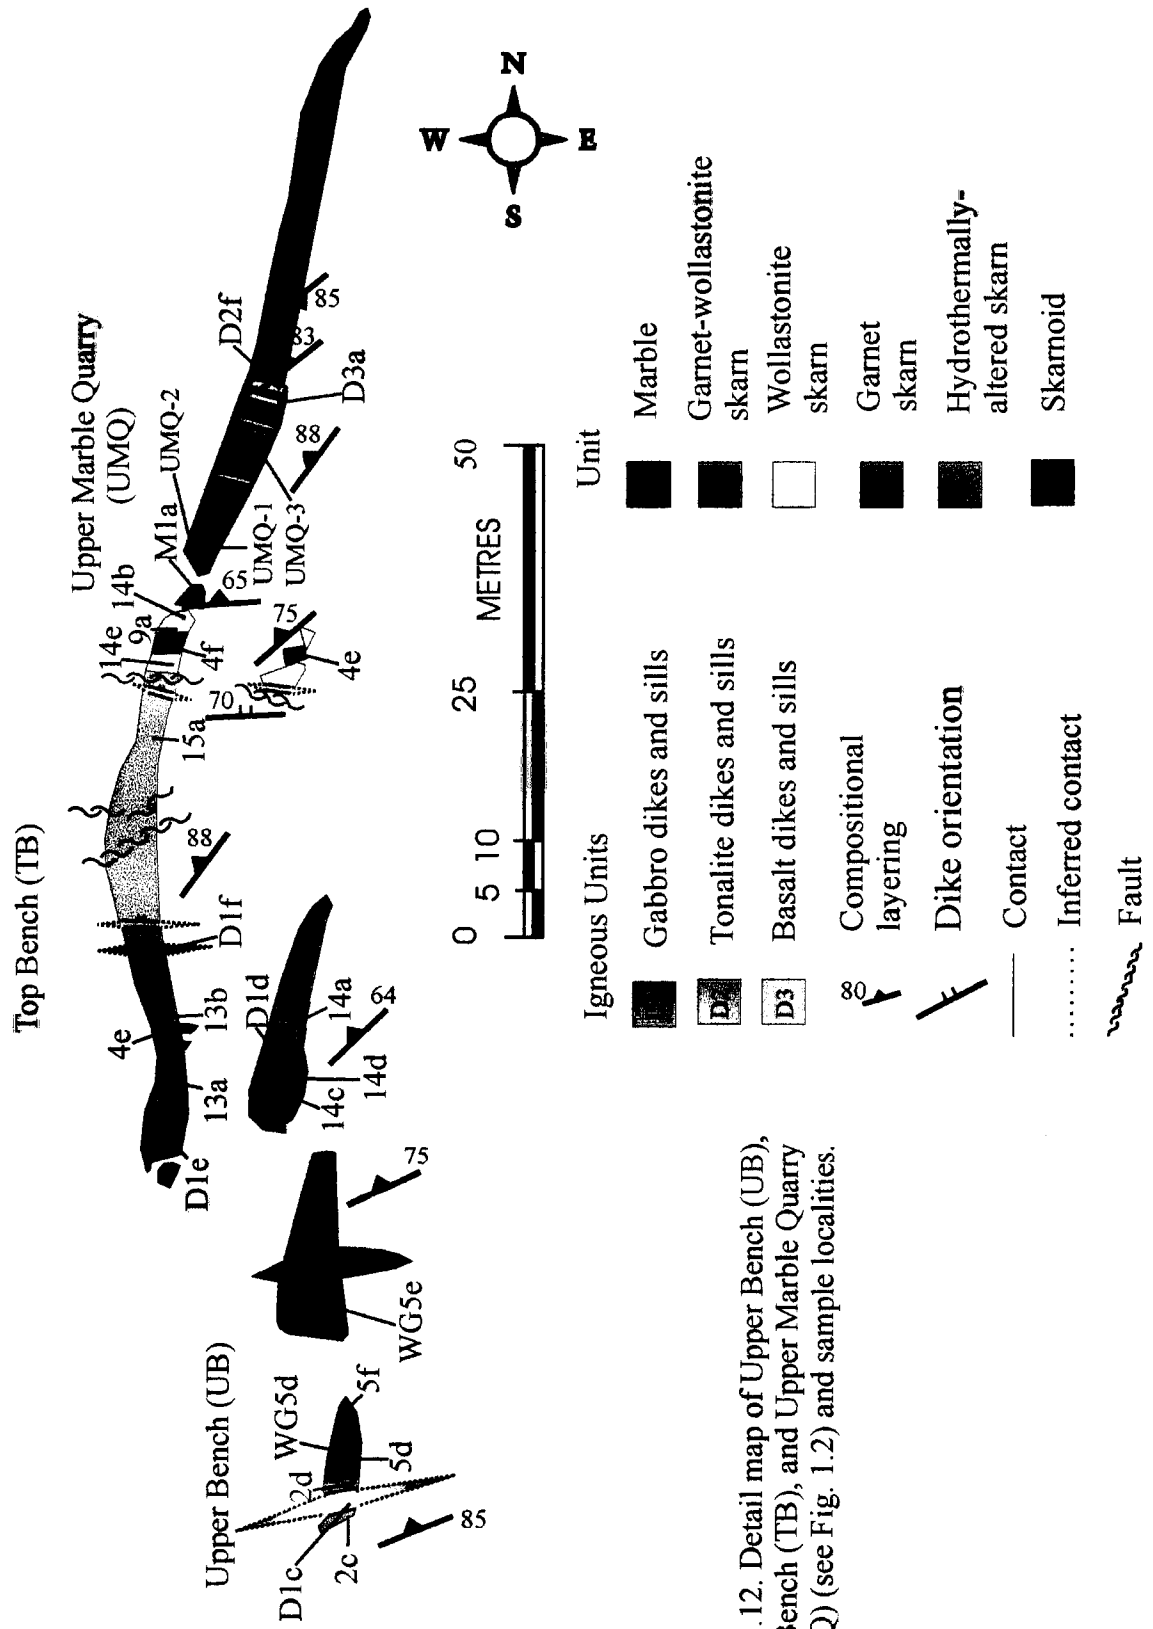 Top Bench (TB)
Upper Marble Quarry
(UMQ)
Upper Bench (UB)
D1c
2c
2d
WG5d
5d
5f
85
WG5e
75
D1e
13a
4e
13b
D1f
14c
14d
D1d
14a
64
88
15a
70
14e
9a
4f
14b
M1a
65
75
4e
UMQ-2
UMQ-1
UMQ-3
88
D2f
D3a
83
85
N
W
E
S
0
5
10
25
50
METRES
Igneous Units
Gabbro dikes and sills
Tonalite dikes and sills
D3
Basalt dikes and sills
80
Compositional
layering
Dike orientation
Contact
Inferred contact
Fault
Unit
Marble
Garnet-wollastonite
skarn
Wollastonite
skarn
Garnet
skarn
Hydrothermally-
altered skarn
Skarnoid
.12. Detail map of Upper Bench (UB),
Bench (TB), and Upper Marble Quarry
Q) (see Fig. 1.2) and sample localities.